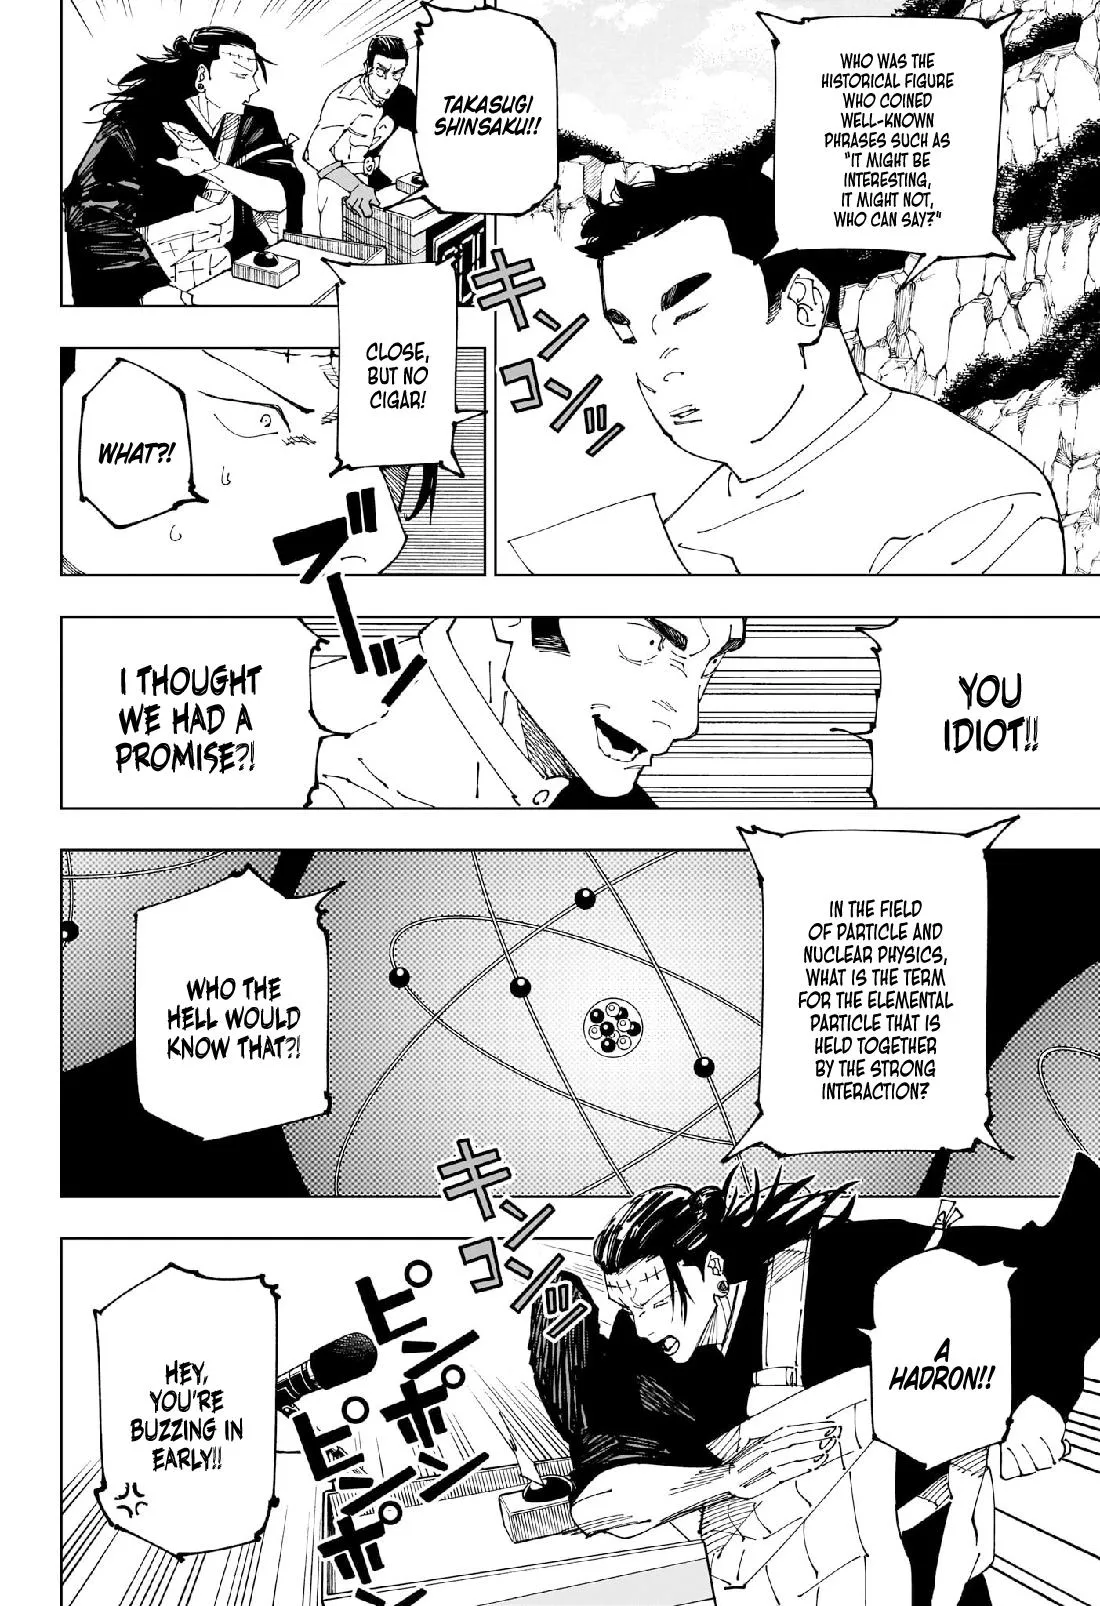 WHO WAS THE
HISTORICAL FIGURE
WHO COINED
WELL-KNOWN
PHRASES SUCH AS
"IT MIGHT BE
INTERESTING,
IT MIGHT NOT,
WHO CAN SAY?"
キンコンッ
TAKASUGI
SHINSAKU!!
CLOSE,
BUT NO
CIGAR!
WHAT?!
ブーッ
YOU
IDIOT!!
I THOUGHT
WE HAD A
PROMISE?!
IN THE FIELD
OF PARTICLE AND
NUCLEAR PHYSICS,
WHAT IS THE TERM
FOR THE ELEMENTAL
PARTICLE THAT IS
HELD TOGETHER
BY THE STRONG
INTERACTION?
WHO THE
HELL WOULD
KNOW THAT?!
キンコンッ
A
HADRON!!
ピンポン
ピンポン
HEY,
YOU'RE
BUZZING IN
EARLY!!